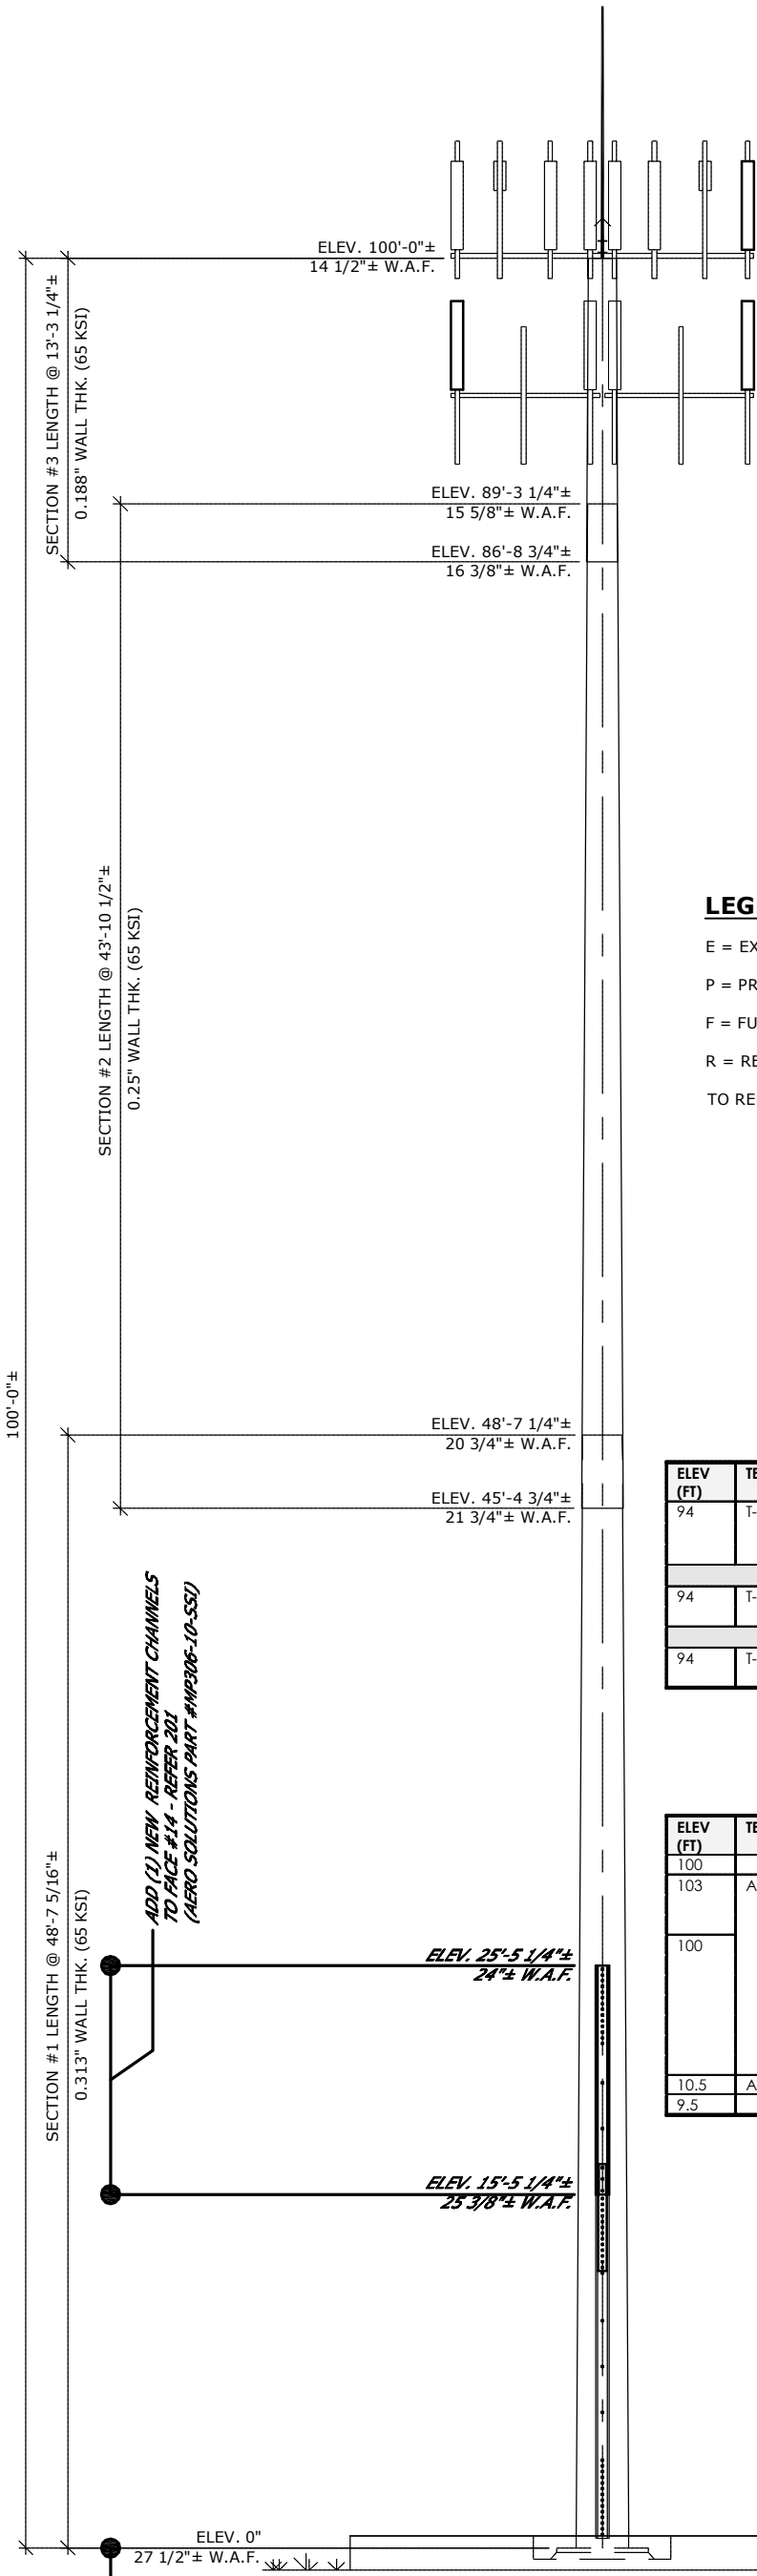 ELEV. 100'-0"±
14 1/2"± W.A.F.
SECTION #3 LENGTH @ 13'-3 1/4"±
0.188" WALL THK. (65 KSI)
ELEV. 89'-3 1/4"±
15 5/8"± W.A.F.
ELEV. 86'-8 3/4"±
16 3/8"± W.A.F.
SECTION #2 LENGTH @ 43'-10 1/2"±
0.25" WALL THK. (65 KSI)
LEG
E = EX
P = PR
F = FU
R = RE
TO RE
100'-0"±
ELEV. 48'-7 1/4"±
20 3/4"± W.A.F.
ELEV. 45'-4 3/4"±
21 3/4"± W.A.F.
ELEV TE
(FT)
94 T-
94 T-
94 T-
ADD (1) NEW REINFORCEMENT CHANNELS
TO FACE #14 - REFER 201
(AERO SOLUTIONS PART #MP306-10-SSI)
ELEV TE
(FT)
100
103 A
100
10.5 A
9.5
SECTION #1 LENGTH @ 48'-7 5/16"±
0.313" WALL THK. (65 KSI)
ELEV. 25'-5 1/4"±
24"± W.A.F.
ELEV. 15'-5 1/4"±
25 3/8"± W.A.F.
ELEV. 0"
27 1/2"± W.A.F.